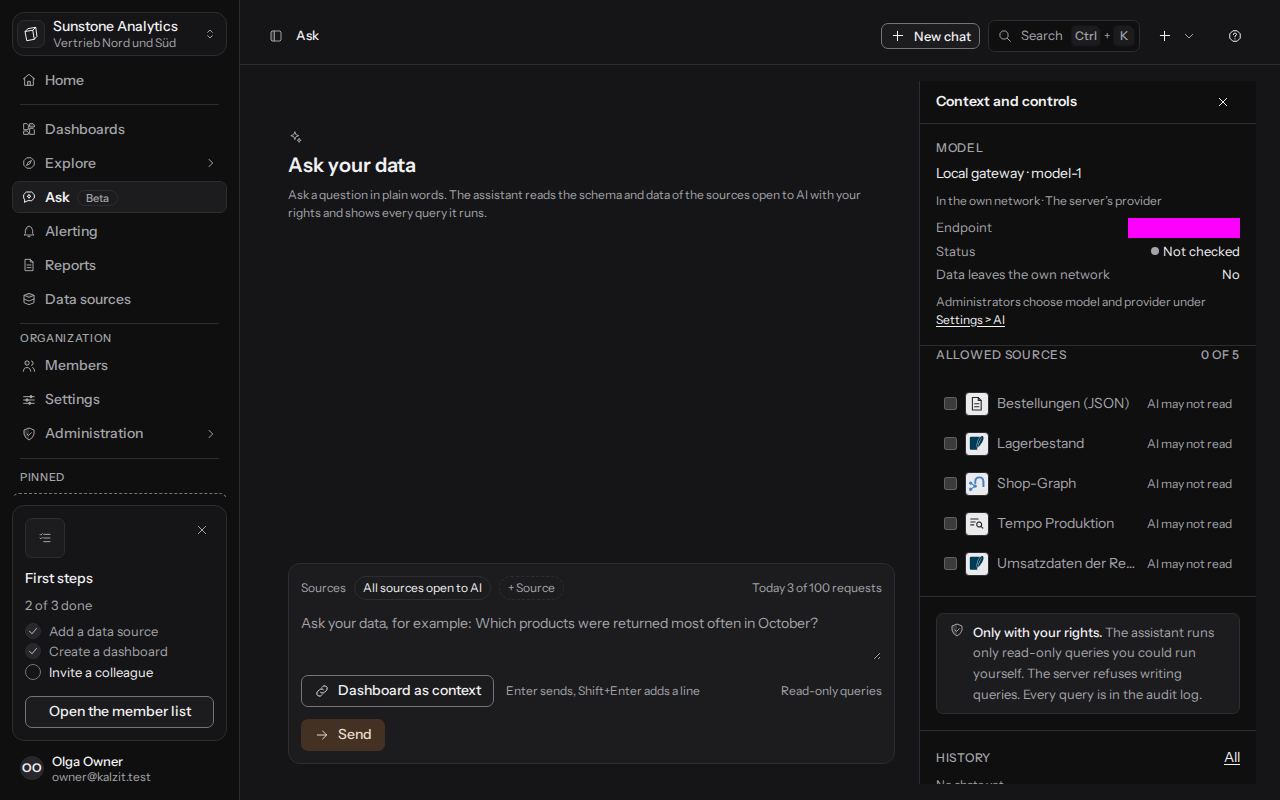 Sunstone Analytics
Vertrieb Nord und Süd
Home
Dashboards
Explore
Ask Beta
Alerting
Reports
Data sources
ORGANIZATION
Members
Settings
Administration
PINNED
First steps
2 of 3 done
Add a data source
Create a dashboard
Invite a colleague
Open the member list
OO Olga Owner
owner@kalzit.test
Ask
New chat
Search Ctrl + K
Ask your data
Ask a question in plain words. The assistant reads the schema and data of the sources open to AI with your
rights and shows every query it runs.
Sources All sources open to AI + Source Today 3 of 100 requests
Ask your data, for example: Which products were returned most often in October?
Dashboard as context Enter sends, Shift+Enter adds a line Read-only queries
Send
Context and controls
MODEL
Local gateway · model-1
In the own network · The server's provider
Endpoint
Status Not checked
Data leaves the own network No
Administrators choose model and provider under
Settings > AI
ALLOWED SOURCES 0 OF 5
Bestellungen (JSON) AI may not read
Lagerbestand AI may not read
Shop-Graph AI may not read
Tempo Produktion AI may not read
Umsatzdaten der Re… AI may not read
Only with your rights. The assistant runs
only read-only queries you could run
yourself. The server refuses writing
queries. Every query is in the audit log.
HISTORY All